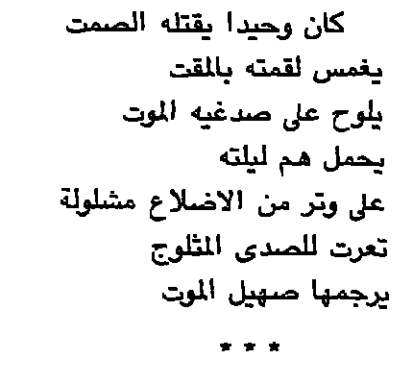 كان وحيدا يقتله الصمت
يغمس لقمته بالمقت
يلوح على صدغيه الموت
يحمل هم ليلته
على وتر من الاضلاع مشلولة
تعرت للصدى المثلوج
يرجمها صهيل الموت
* * *